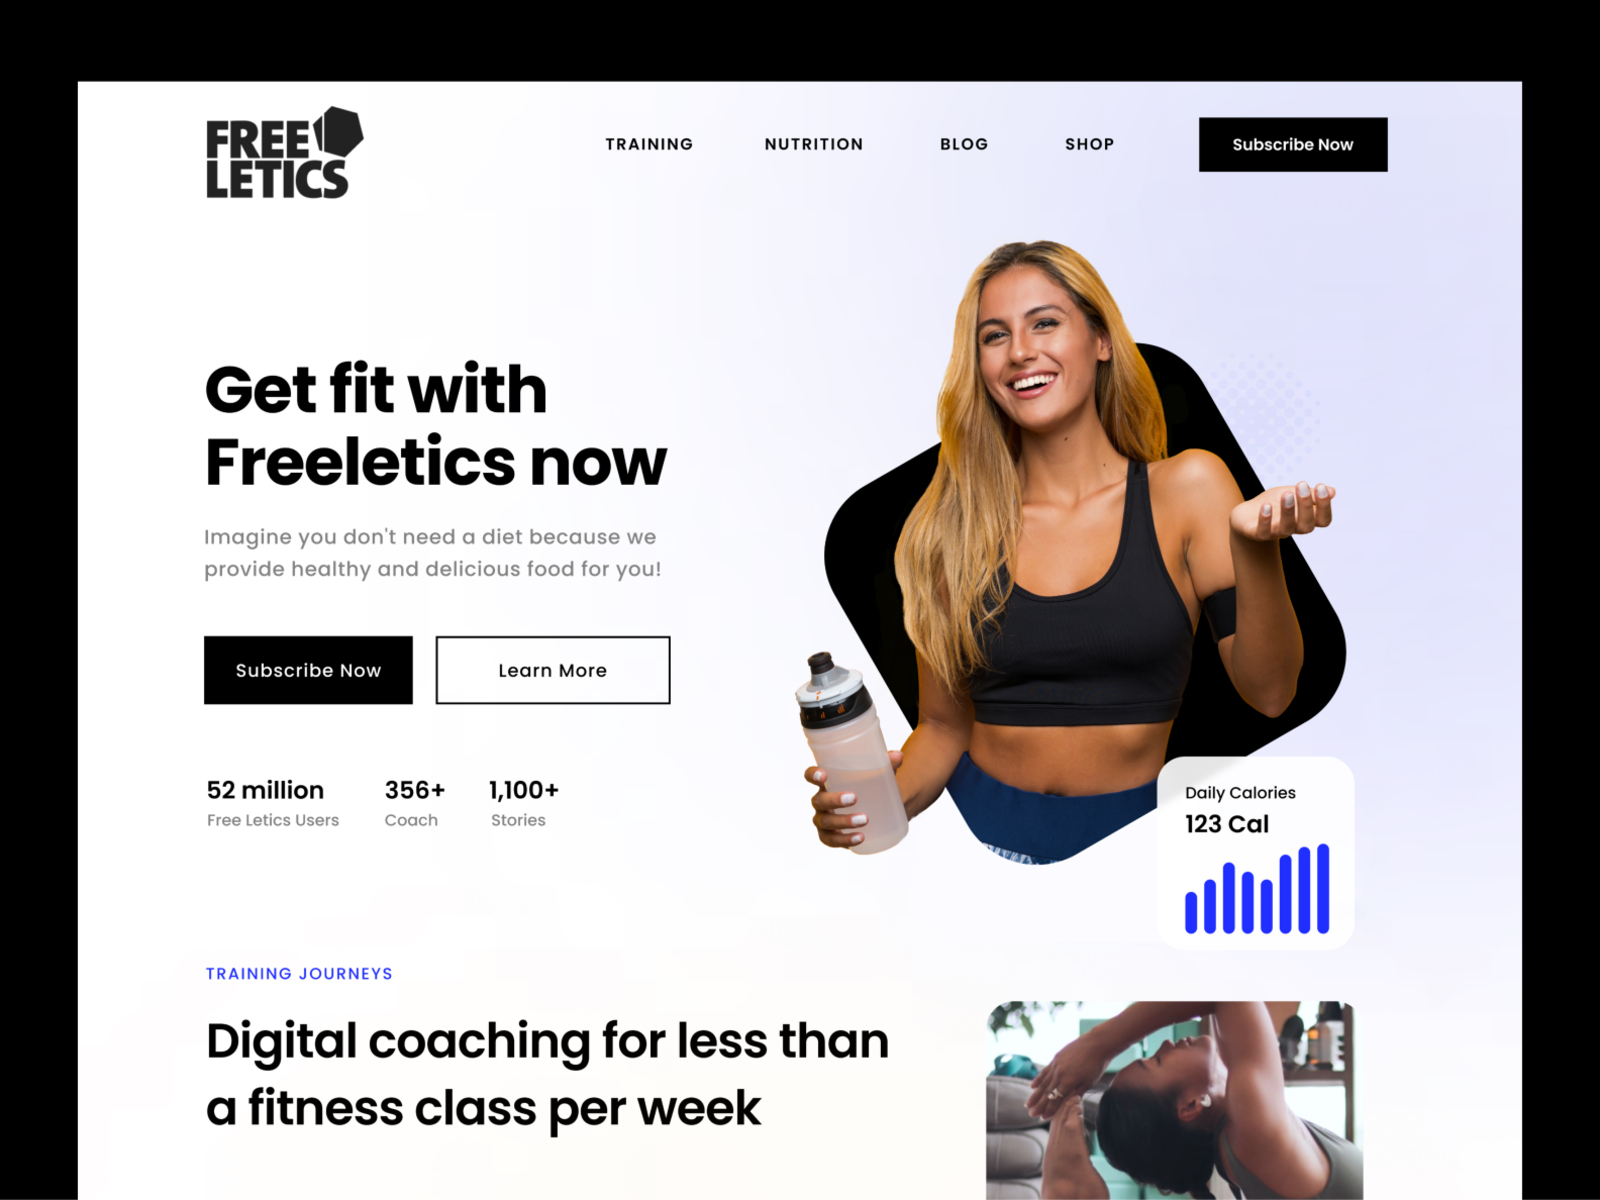 FREE
LETICS
TRAINING
NUTRITION
BLOG
SHOP
Subscribe Now
Get fit with
Freeletics now
Imagine you don't need a diet because we
provide healthy and delicious food for you!
Subscribe Now
Learn More
52 million
Free Letics Users
356+
Coach
1,100+
Stories
Daily Calories
123 Cal
TRAINING JOURNEYS
Digital coaching for less than
a fitness class per week